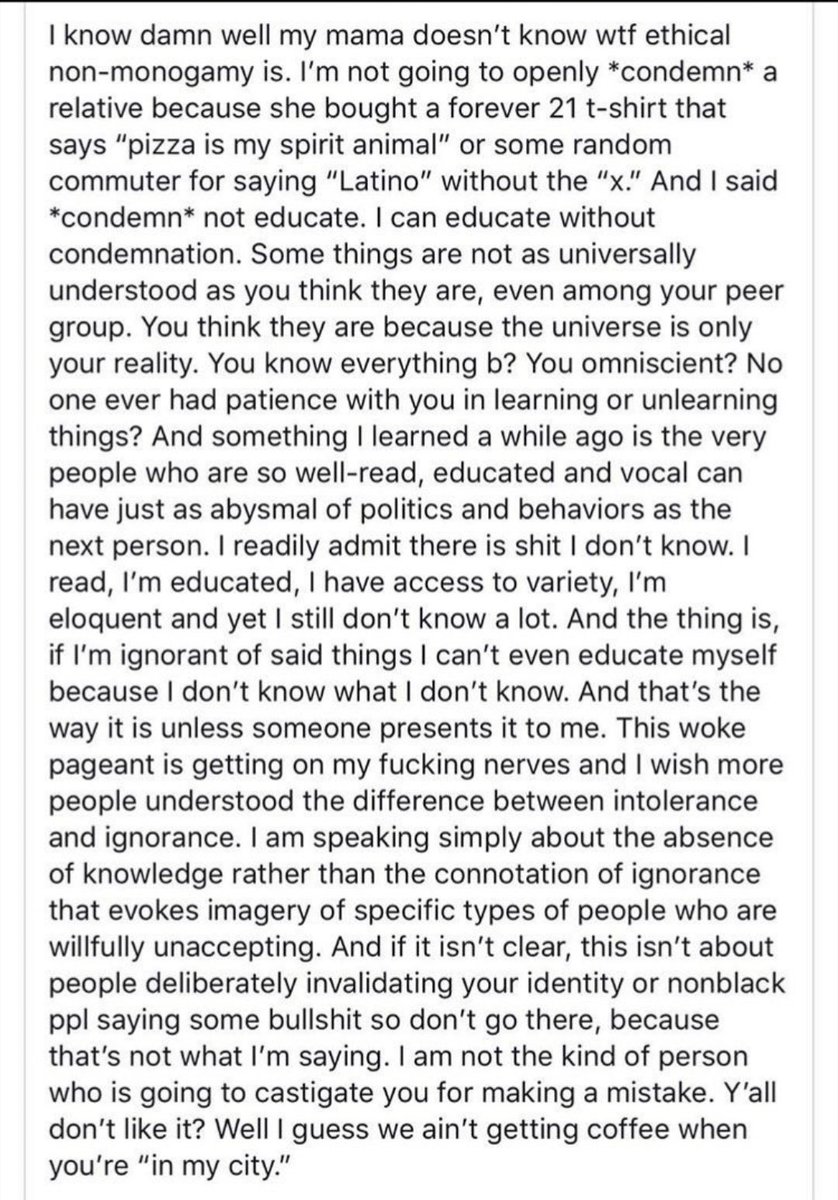 I know damn well my mama doesn’t know wtf ethical
non-monogamy is. I’m not going to openly *condemn* a
relative because she bought a forever 21 t-shirt that
says “pizza is my spirit animal” or some random
commuter for saying “Latino” without the “x.” And I said
*condemn* not educate. I can educate without
condemnation. Some things are not as universally
understood as you think they are, even among your peer
group. You think they are because the universe is only
your reality. You know everything b? You omniscient? No
one ever had patience with you in learning or unlearning
things? And something I learned a while ago is the very
people who are so well-read, educated and vocal can
have just as abysmal of politics and behaviors as the
next person. I readily admit there is shit I don’t know. I
read, I’m educated, I have access to variety, I’m
eloquent and yet I still don’t know a lot. And the thing is,
if I’m ignorant of said things I can’t even educate myself
because I don’t know what I don’t know. And that’s the
way it is unless someone presents it to me. This woke
pageant is getting on my fucking nerves and I wish more
people understood the difference between intolerance
and ignorance. I am speaking simply about the absence
of knowledge rather than the connotation of ignorance
that evokes imagery of specific types of people who are
willfully unaccepting. And if it isn’t clear, this isn’t about
people deliberately invalidating your identity or nonblack
ppl saying some bullshit so don’t go there, because
that’s not what I’m saying. I am not the kind of person
who is going to castigate you for making a mistake. Y’all
don’t like it? Well I guess we ain’t getting coffee when
you’re “in my city.”